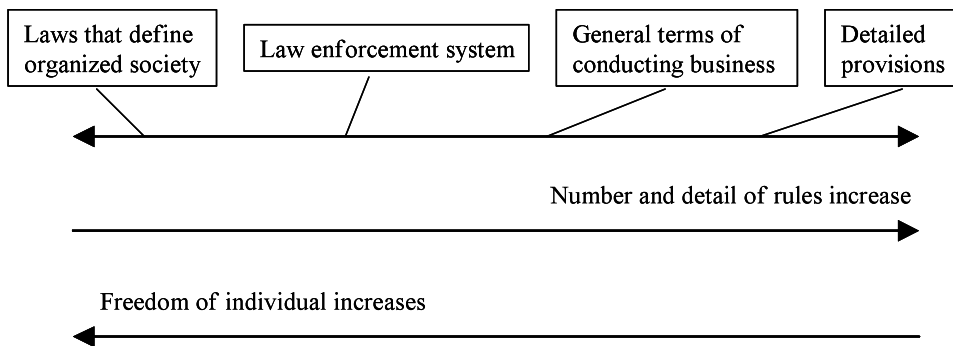 Laws that define
organized society
Law enforcement system
General terms of
conducting business
Detailed
provisions
Number and detail of rules increase
Freedom of individual increases